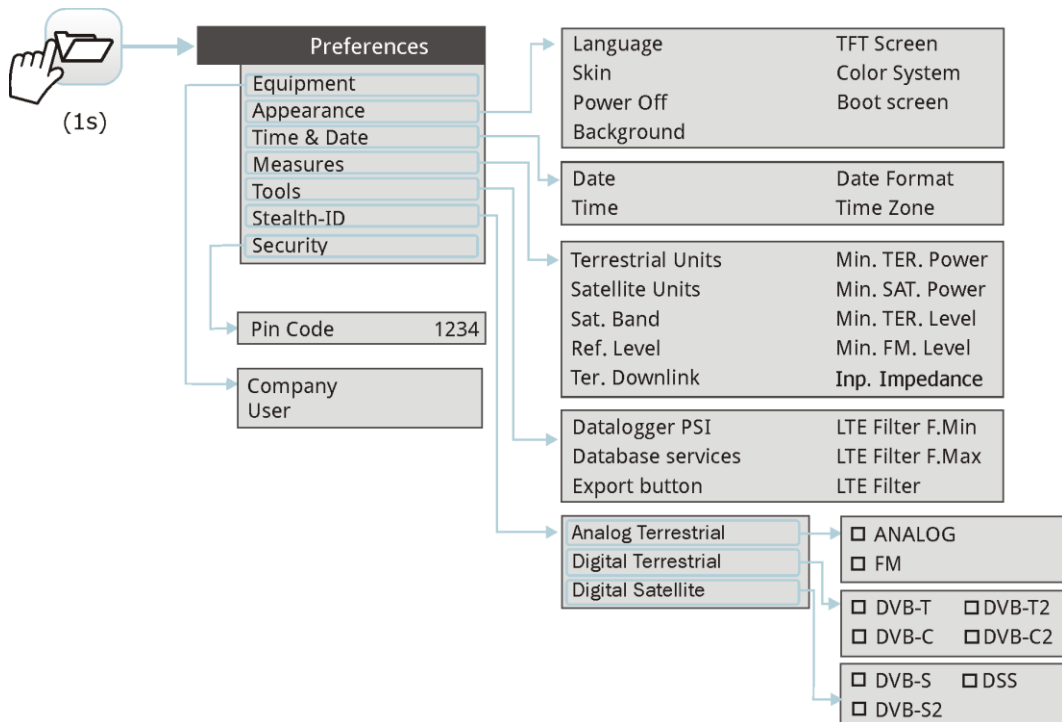 (1s)
Preferences
Equipment
Appearance
Time & Date
Measures
Tools
Stealth-ID
Security
Pin Code 1234
Company
User
Language TFT Screen
Skin Color System
Power Off Boot screen
Background
Date Date Format
Time Time Zone
Terrestrial Units Min. TER. Power
Satellite Units Min. SAT. Power
Sat. Band Min. TER. Level
Ref. Level Min. FM. Level
Ter. Downlink Inp. Impedance
Datalogger PSI LTE Filter F.Min
Database services LTE Filter F.Max
Export button LTE Filter
Analog Terrestrial
Digital Terrestrial
Digital Satellite
ANALOG
FM
DVB-T DVB-T2
DVB-C DVB-C2
DVB-S DSS
DVB-S2